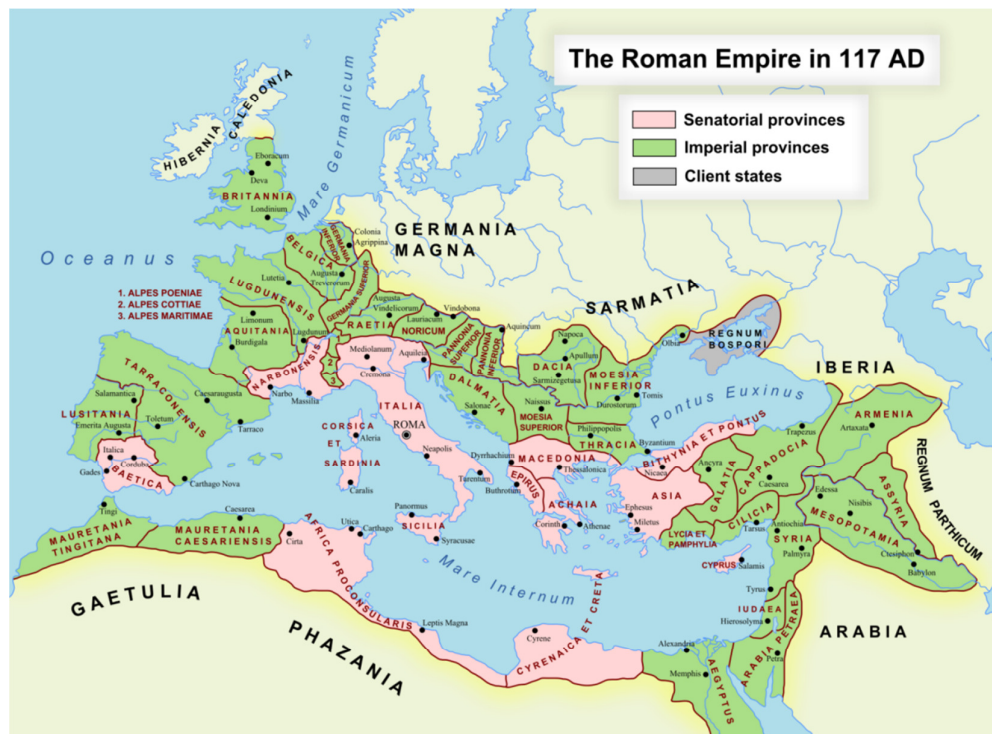 The Roman Empire in 117 AD
Senatorial provinces
Imperial provinces
Client states
HIBERNIA
CALEDONIA
Mare Germanicum
Oceanus
Eboracum
Deva
BRITANNIA
Londinium
GERMANIA
MAGNA
SARMATIA
GERMANIA
INFERIOR
Colonia
Agrippina
BELGICA
Augusta
Treverorum
Lutetia
LUGDUNENSIS
GERMANIA SUPERIOR
1. ALPES POENIAE
2. ALPES COTTIAE
3. ALPES MARITIMAE
Limonum
AQUITANIA
Burdigala
Lugdunum
Augusta
Vindelicorum
RAETIA
Lauriacum
NORICUM
Vindobona
PANNONIA
SUPERIOR
PANNONIA
INFERIOR
Aquincum
Napoca
Apullum
DACIA
Sarmizegetusa
MOESIA
INFERIOR
Durostorum
Tomis
Olbia
REGNUM
BOSPORI
IBERIA
Pontus Euxinus
1
2
3
NARBONENSIS
Narbo
Massilia
Mediolanum
Cremona
Aquileia
ITALIA
ROMA
Neapolis
Tarentum
DALMATIA
Salonae
Naissus
MOESIA
SUPERIOR
Philippopolis
THRACIA
Byzantium
TARRACONENSIS
Salamantica
LUSITANIA
Emerita Augusta
Toletum
Caesaraugusta
Tarraco
Italica
Corduba
Gades
BAETICA
Carthago Nova
CORSICA
ET
SARDINIA
Aleria
Caralis
Dyrrhachium
MACEDONIA
Thessalonica
EPIRUS
Buthrotum
ACHAIA
Corinth
Athenae
BITHYNIA ET PONTUS
Nicaea
ASIA
Ephesus
Miletus
Ancyra
GALATIA
CAPPADOCIA
Caesarea
Trapezus
ARMENIA
Artaxata
LYCIA ET
PAMPHYLIA
CILICIA
Tarsus
Antiochia
SYRIA
Palmyra
Edessa
Nisibis
MESOPOTAMIA
ASSYRIA
Ctesiphon
Babylon
REGNUM PARTHICUM
CYPRUS
Salamis
Tyrus
IUDAEA
Hierosolyma
ARABIA PETRAEA
Petra
ARABIA
Tingi
MAURETANIA
TINGITANA
Caesarea
MAURETANIA
CAESARIENSIS
Cirta
Utica
Carthago
AFRICA PROCONSULARIS
Panormus
SICILIA
Syracusae
Mare Internum
Leptis Magna
Cyrene
CYRENAICA ET CRETA
Alexandria
Memphis
AEGYPTUS
GAETULIA
PHAZANIA